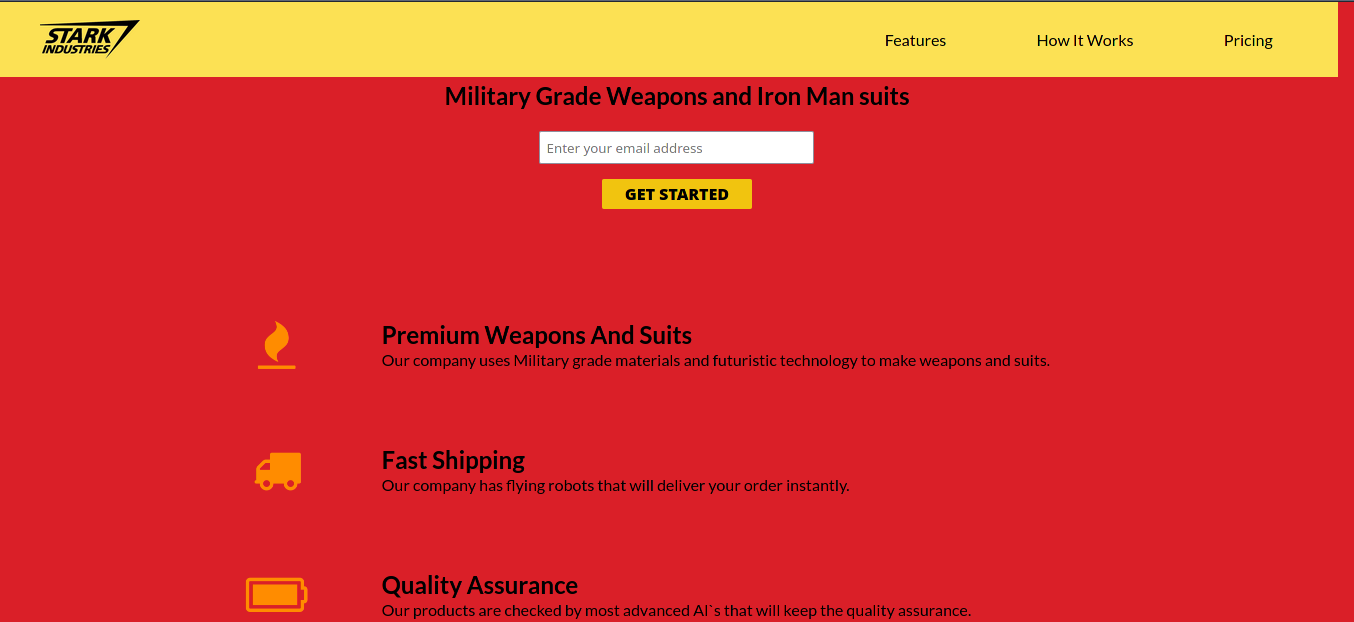 STARK
INDUSTRIES
Features How It Works Pricing
Military Grade Weapons and Iron Man suits
Enter your email address
GET STARTED
Premium Weapons And Suits
Our company uses Military grade materials and futuristic technology to make weapons and suits.
Fast Shipping
Our company has flying robots that will deliver your order instantly.
Quality Assurance
Our products are checked by most advanced AI`s that will keep the quality assurance.